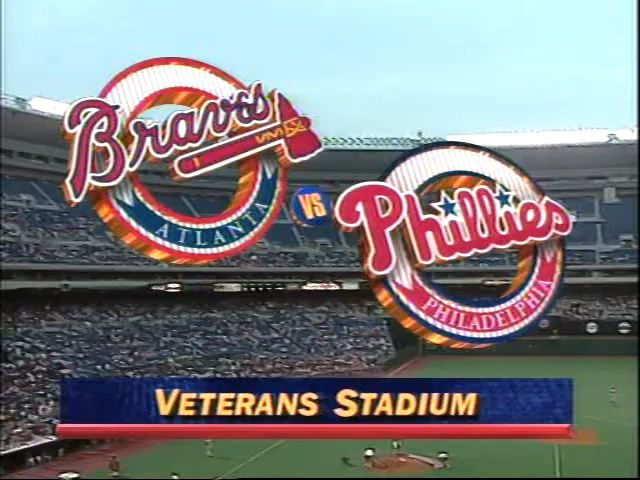 Braves
ATLANTA
VS
Phillies
PHILADELPHIA
VETERANS STADIUM